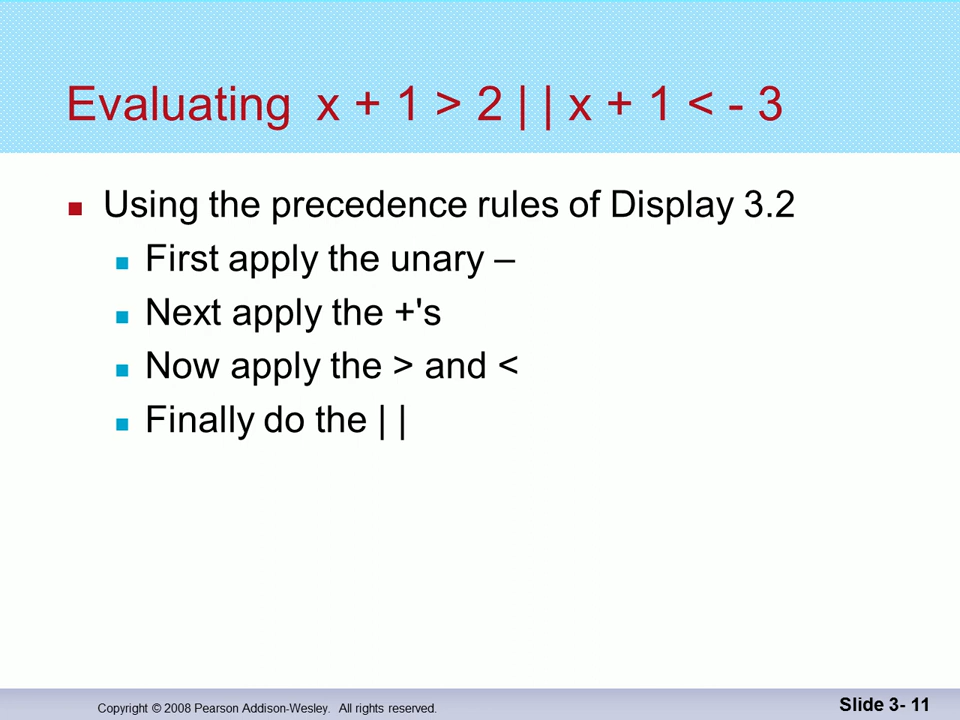 Evaluating x + 1 > 2 | | x + 1 < - 3
Using the precedence rules of Display 3.2
First apply the unary –
Next apply the +'s
Now apply the > and <
Finally do the | |
Copyright © 2008 Pearson Addison-Wesley. All rights reserved.
Slide 3- 11